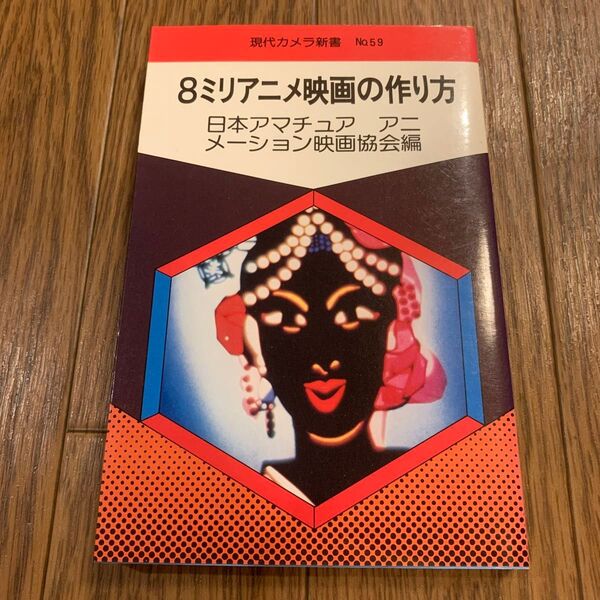 現代カメラ新書 No.59
8ミリアニメ映画の作り方
日本アマチュア アニ
メーション映画協会編